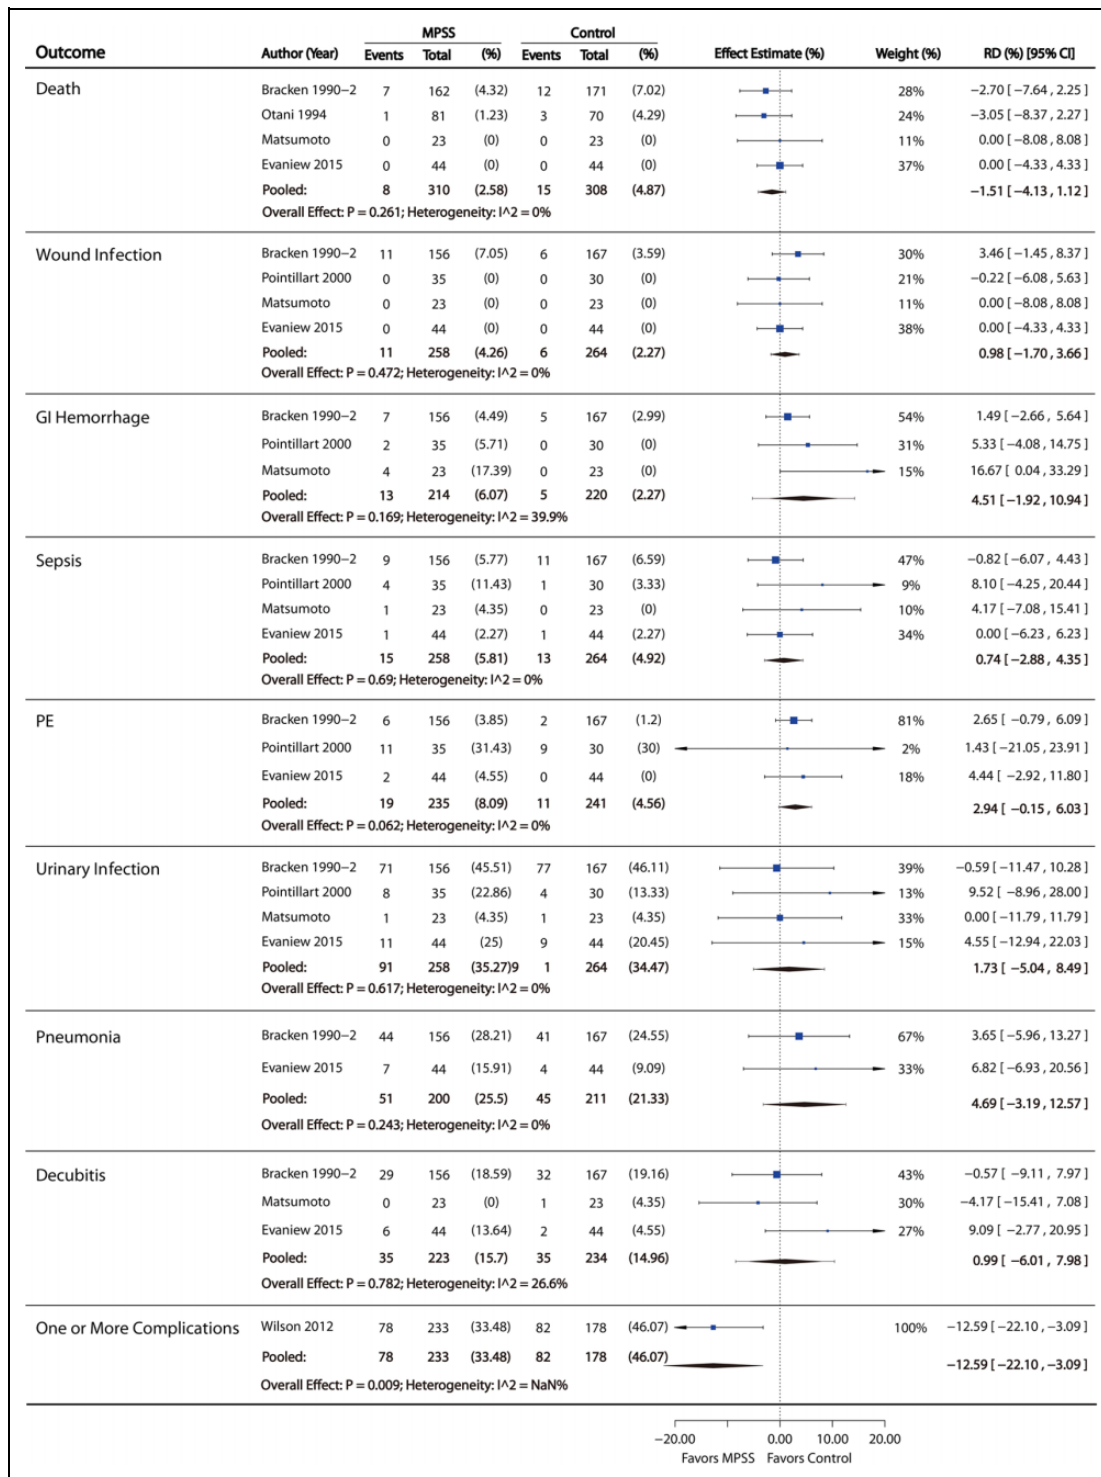 MPSS Control
Outcome Author (Year) Events Total (%) Events Total (%) Effect Estimate (%) Weight (%) RD (%) [95% CI]
Death Bracken 1990–2 7 162 (4.32) 12 171 (7.02) 28% −2.70 [ −7.64 , 2.25 ]
Otani 1994 1 81 (1.23) 3 70 (4.29) 24% −3.05 [ −8.37 , 2.27 ]
Matsumoto 0 23 (0) 0 23 (0) 11% 0.00 [ −8.08 , 8.08 ]
Evaniew 2015 0 44 (0) 0 44 (0) 37% 0.00 [ −4.33 , 4.33 ]
Pooled: 8 310 (2.58) 15 308 (4.87) −1.51 [ −4.13 , 1.12 ]
Overall Effect: P = 0.261; Heterogeneity: I^2 = 0%
Wound Infection Bracken 1990–2 11 156 (7.05) 6 167 (3.59) 30% 3.46 [ −1.45 , 8.37 ]
Pointillart 2000 0 35 (0) 0 30 (0) 21% −0.22 [ −6.08 , 5.63 ]
Matsumoto 0 23 (0) 0 23 (0) 11% 0.00 [ −8.08 , 8.08 ]
Evaniew 2015 0 44 (0) 0 44 (0) 38% 0.00 [ −4.33 , 4.33 ]
Pooled: 11 258 (4.26) 6 264 (2.27) 0.98 [ −1.70 , 3.66 ]
Overall Effect: P = 0.472; Heterogeneity: I^2 = 0%
GI Hemorrhage Bracken 1990–2 7 156 (4.49) 5 167 (2.99) 54% 1.49 [ −2.66 , 5.64 ]
Pointillart 2000 2 35 (5.71) 0 30 (0) 31% 5.33 [ −4.08 , 14.75 ]
Matsumoto 4 23 (17.39) 0 23 (0) 15% 16.67 [ 0.04 , 33.29 ]
Pooled: 13 214 (6.07) 5 220 (2.27) 4.51 [ −1.92 , 10.94 ]
Overall Effect: P = 0.169; Heterogeneity: I^2 = 39.9%
Sepsis Bracken 1990–2 9 156 (5.77) 11 167 (6.59) 47% −0.82 [ −6.07 , 4.43 ]
Pointillart 2000 4 35 (11.43) 1 30 (3.33) 9% 8.10 [ −4.25 , 20.44 ]
Matsumoto 1 23 (4.35) 0 23 (0) 10% 4.17 [ −7.08 , 15.41 ]
Evaniew 2015 1 44 (2.27) 1 44 (2.27) 34% 0.00 [ −6.23 , 6.23 ]
Pooled: 15 258 (5.81) 13 264 (4.92) 0.74 [ −2.88 , 4.35 ]
Overall Effect: P = 0.69; Heterogeneity: I^2 = 0%
PE Bracken 1990–2 6 156 (3.85) 2 167 (1.2) 81% 2.65 [ −0.79 , 6.09 ]
Pointillart 2000 11 35 (31.43) 9 30 (30) 2% 1.43 [ −21.05 , 23.91 ]
Evaniew 2015 2 44 (4.55) 0 44 (0) 18% 4.44 [ −2.92 , 11.80 ]
Pooled: 19 235 (8.09) 11 241 (4.56) 2.94 [ −0.15 , 6.03 ]
Overall Effect: P = 0.062; Heterogeneity: I^2 = 0%
Urinary Infection Bracken 1990–2 71 156 (45.51) 77 167 (46.11) 39% −0.59 [ −11.47 , 10.28 ]
Pointillart 2000 8 35 (22.86) 4 30 (13.33) 13% 9.52 [ −8.96 , 28.00 ]
Matsumoto 1 23 (4.35) 1 23 (4.35) 33% 0.00 [ −11.79 , 11.79 ]
Evaniew 2015 11 44 (25) 9 44 (20.45) 15% 4.55 [ −12.94 , 22.03 ]
Pooled: 91 258 (35.27)9 1 264 (34.47) 1.73 [ −5.04 , 8.49 ]
Overall Effect: P = 0.617; Heterogeneity: I^2 = 0%
Pneumonia Bracken 1990–2 44 156 (28.21) 41 167 (24.55) 67% 3.65 [ −5.96 , 13.27 ]
Evaniew 2015 7 44 (15.91) 4 44 (9.09) 33% 6.82 [ −6.93 , 20.56 ]
Pooled: 51 200 (25.5) 45 211 (21.33) 4.69 [ −3.19 , 12.57 ]
Overall Effect: P = 0.243; Heterogeneity: I^2 = 0%
Decubitis Bracken 1990–2 29 156 (18.59) 32 167 (19.16) 43% −0.57 [ −9.11 , 7.97 ]
Matsumoto 0 23 (0) 1 23 (4.35) 30% −4.17 [ −15.41 , 7.08 ]
Evaniew 2015 6 44 (13.64) 2 44 (4.55) 27% 9.09 [ −2.77 , 20.95 ]
Pooled: 35 223 (15.7) 35 234 (14.96) 0.99 [ −6.01 , 7.98 ]
Overall Effect: P = 0.782; Heterogeneity: I^2 = 26.6%
One or More Complications Wilson 2012 78 233 (33.48) 82 178 (46.07) 100% −12.59 [ −22.10 , −3.09 ]
Pooled: 78 233 (33.48) 82 178 (46.07) −12.59 [ −22.10 , −3.09 ]
Overall Effect: P = 0.009; Heterogeneity: I^2 = NaN%
−20.00 0.00 10.00 20.00
Favors MPSS Favors Control